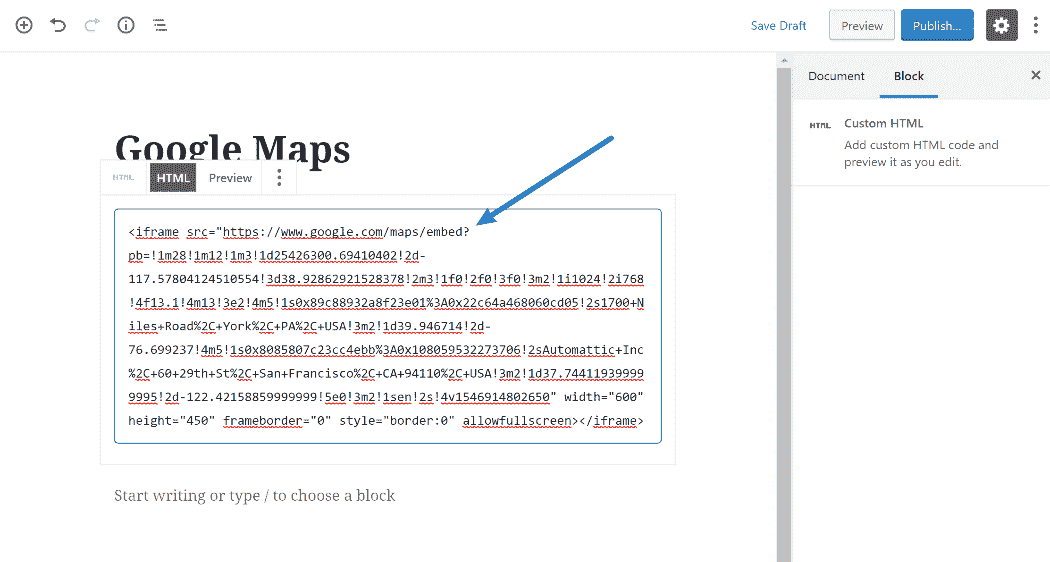 Save Draft
Preview
Publish...
Document
Block
HTML
Custom HTML
Add custom HTML code and
preview it as you edit.
Google Maps
HTML
HTML
Preview
<iframe src="https://www.google.com/maps/embed?
pb=!1m28!1m12!1m3!1d25426300.69410402!2d-
117.57804124510554!3d38.92862921528378!2m3!1f0!2f0!3f0!3m2!1i1024!2i768
!4f13.1!4m13!3e2!4m5!1s0x89c88932a8f23e01%3A0x22c64a468060cd05!2s1700+N
iles+Road%2C+York%2C+PA%2C+USA!3m2!1d39.946714!2d-
76.699237!4m5!1s0x8085807c23cc4ebb%3A0x108059532273706!2sAutomattic+Inc
%2C+60+29th+St%2C+San+Francisco%2C+CA+94110%2C+USA!3m2!1d37.74411939999
9995!2d-122.42158859999999!5e0!3m2!1sen!2s!4v1546914802650" width="600"
height="450" frameborder="0" style="border:0" allowfullscreen></iframe>
Start writing or type / to choose a block